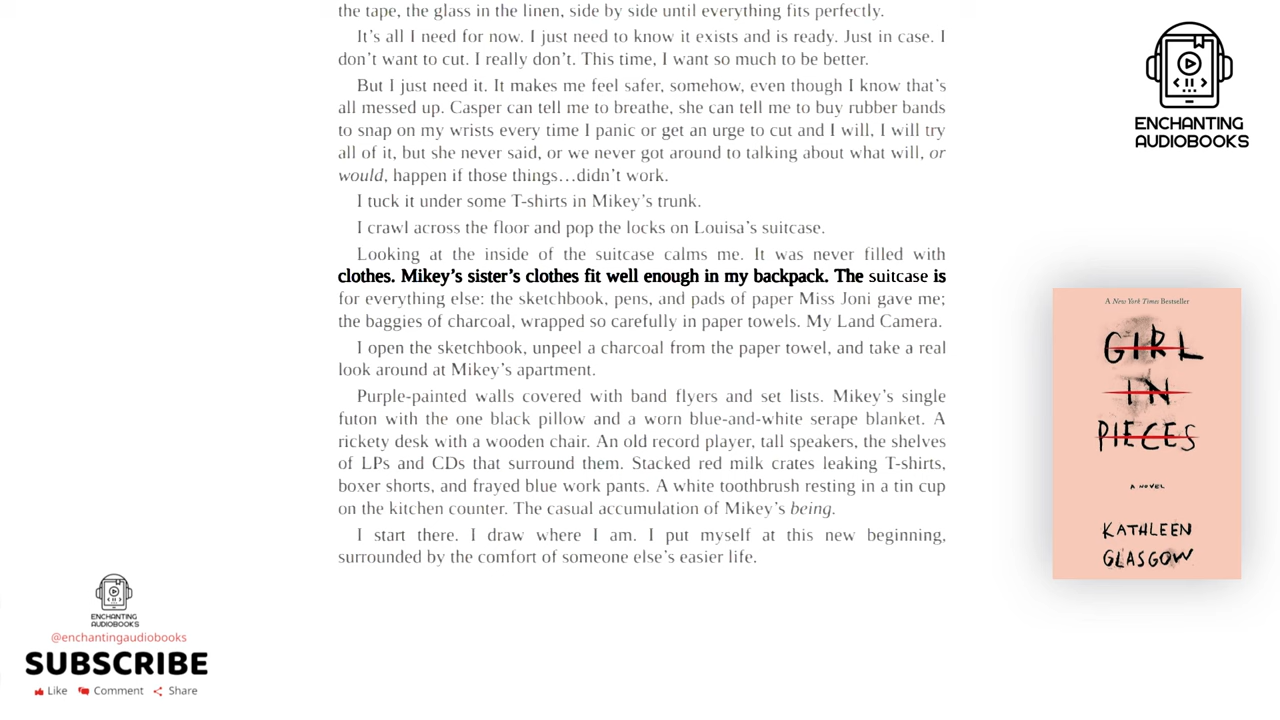 the tape, the glass in the linen, side by side until everything fits perfectly.
It's all I need for now. I just need to know it exists and is ready. Just in case. I
don't want to cut. I really don't. This time, I want so much to be better.
But I just need it. It makes me feel safer, somehow, even though I know that's
all messed up. Casper can tell me to breathe, she can tell me to buy rubber bands
to snap on my wrists every time I panic or get an urge to cut and I will, I will try
all of it, but she never said, or we never got around to talking about what will, or
would, happen if those things…didn't work.
I tuck it under some T-shirts in Mikey's trunk.
I crawl across the floor and pop the locks on Louisa's suitcase.
Looking at the inside of the suitcase calms me. It was never filled with
clothes. Mikey's sister's clothes fit well enough in my backpack. The suitcase is
for everything else: the sketchbook, pens, and pads of paper Miss Joni gave me;
the baggies of charcoal, wrapped so carefully in paper towels. My Land Camera.
I open the sketchbook, unpeel a charcoal from the paper towel, and take a real
look around at Mikey's apartment.
Purple-painted walls covered with band flyers and set lists. Mikey's single
futon with the one black pillow and a worn blue-and-white serape blanket. A
rickety desk with a wooden chair. An old record player, tall speakers, the shelves
of LPs and CDs that surround them. Stacked red milk crates leaking T-shirts,
boxer shorts, and frayed blue work pants. A white toothbrush resting in a tin cup
on the kitchen counter. The casual accumulation of Mikey's being.
I start there. I draw where I am. I put myself at this new beginning,
surrounded by the comfort of someone else's easier life.
ENCHANTING
AUDIOBOOKS
A New York Times Bestseller
GIRL
IN
PIECES
A NOVEL
KATHLEEN
GLASGOW
ENCHANTING
AUDIOBOOKS
@enchantingaudiobooks
SUBSCRIBE
Like Comment Share